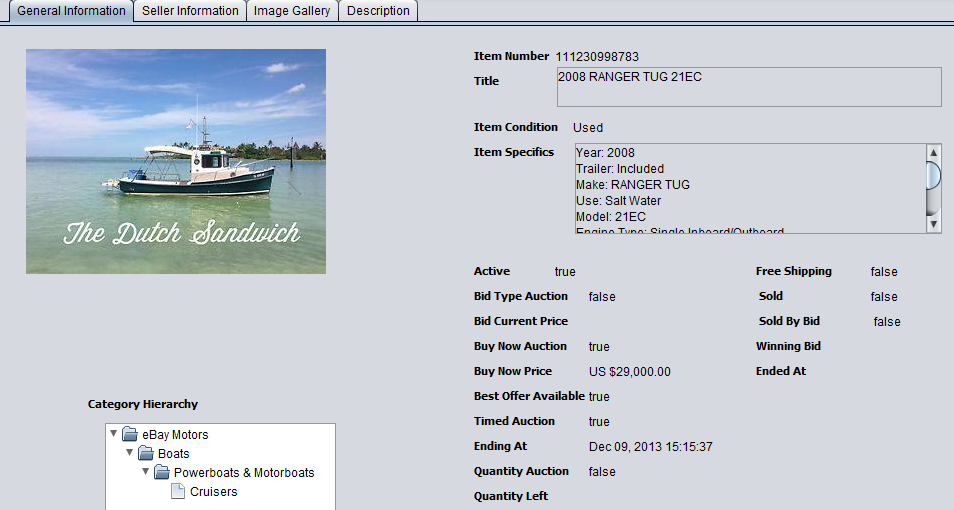 General Information Seller Information Image Gallery Description
The Dutch Sandwich
Item Number 111230998783
Title 2008 RANGER TUG 21EC
Item Condition Used
Item Specifics Year: 2008
Trailer: Included
Make: RANGER TUG
Use: Salt Water
Model: 21EC
Engine Type: Single Inboard/Outboard
Active true Free Shipping false
Bid Type Auction false Sold false
Bid Current Price Sold By Bid false
Buy Now Auction true Winning Bid
Buy Now Price US $29,000.00 Ended At
Best Offer Available true
Timed Auction true
Ending At Dec 09, 2013 15:15:37
Quantity Auction false
Quantity Left
Category Hierarchy
eBay Motors
Boats
Powerboats & Motorboats
Cruisers